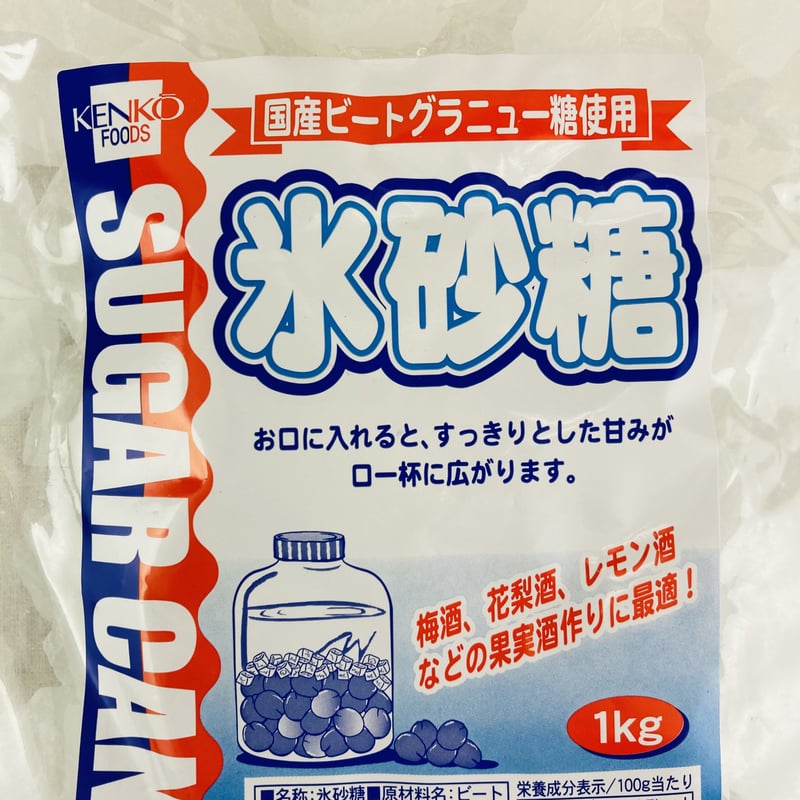 KENKŌ
FOODS
国産ビートグラニュー糖使用
SUGAR CAN
氷砂糖
お口に入れると、すっきりとした甘みが
口一杯に広がります。
梅酒、花梨酒、レモン酒
などの果実酒作りに最適！
1kg
■名称：氷砂糖■原材料名：ビート
栄養成分表示/100g当たり